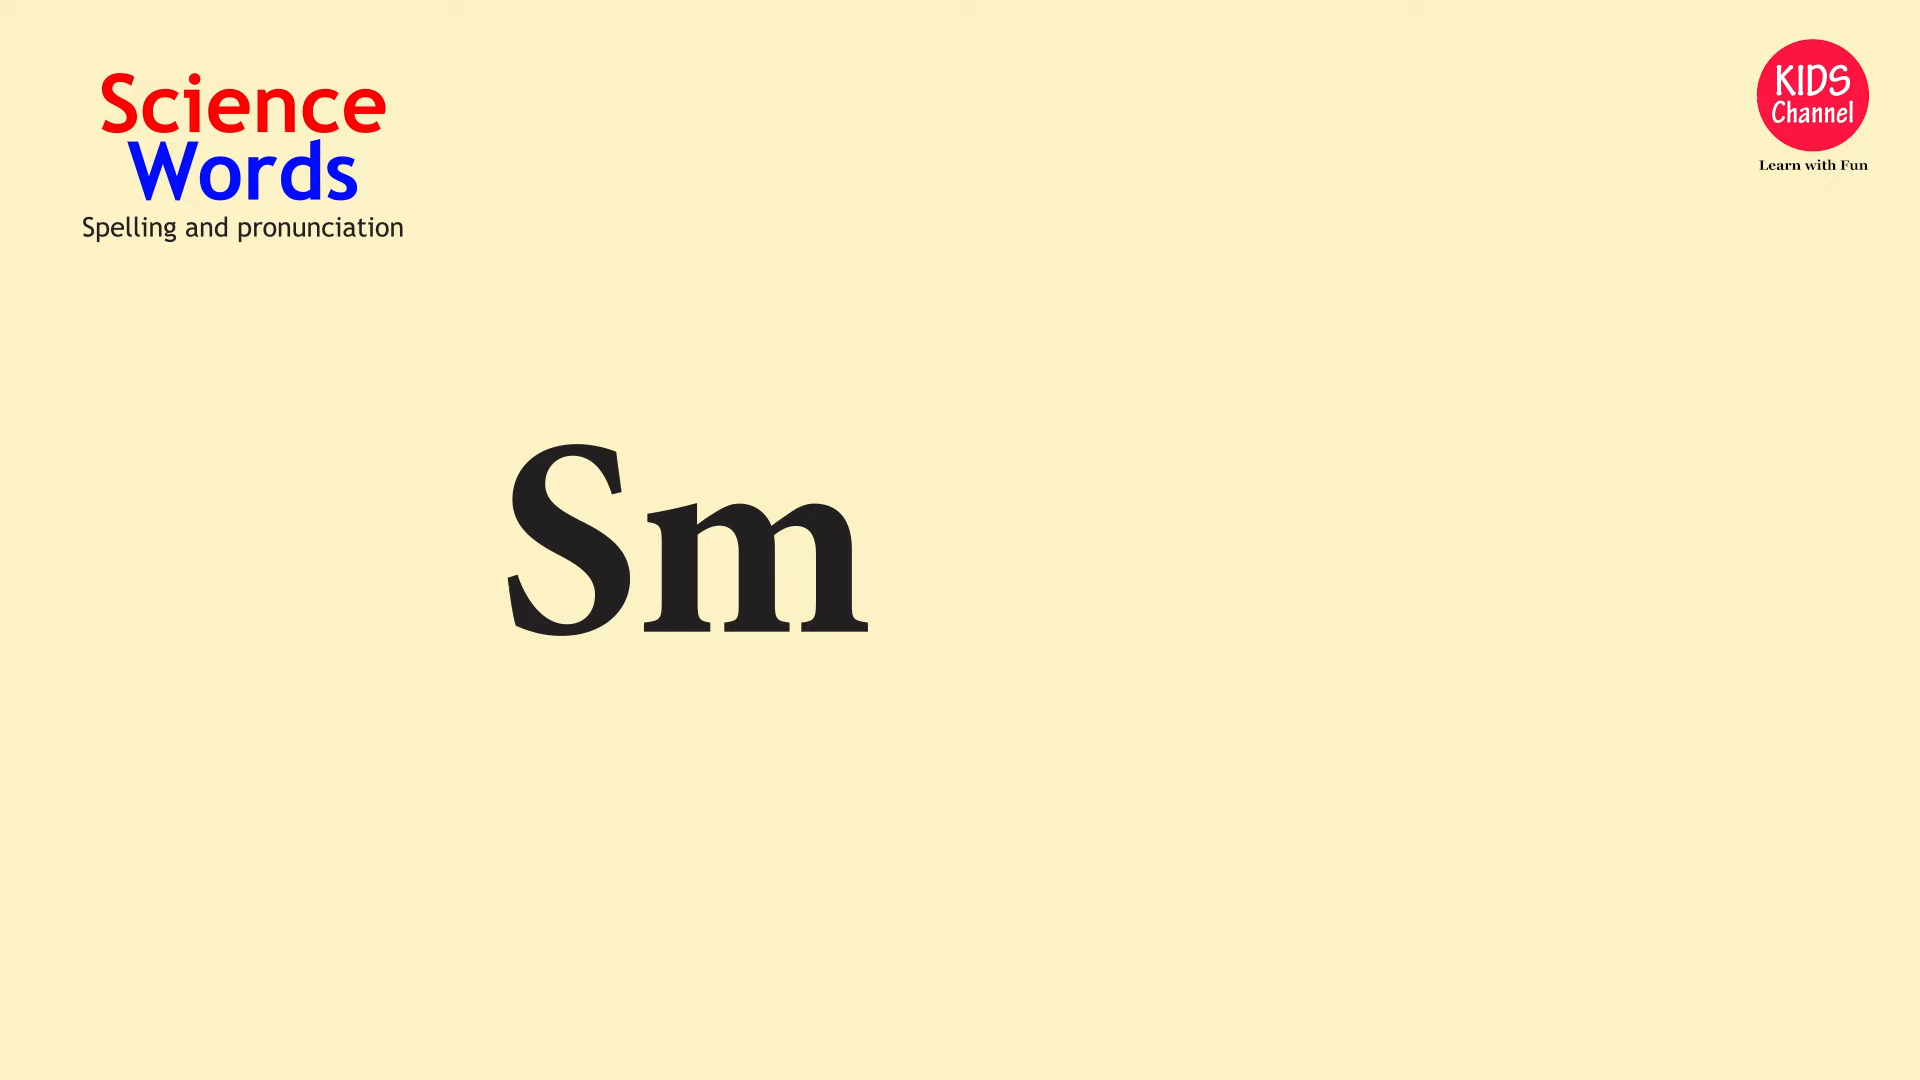 Science
Words
Spelling and pronunciation
KIDS
Channel
Learn with Fun
Sm